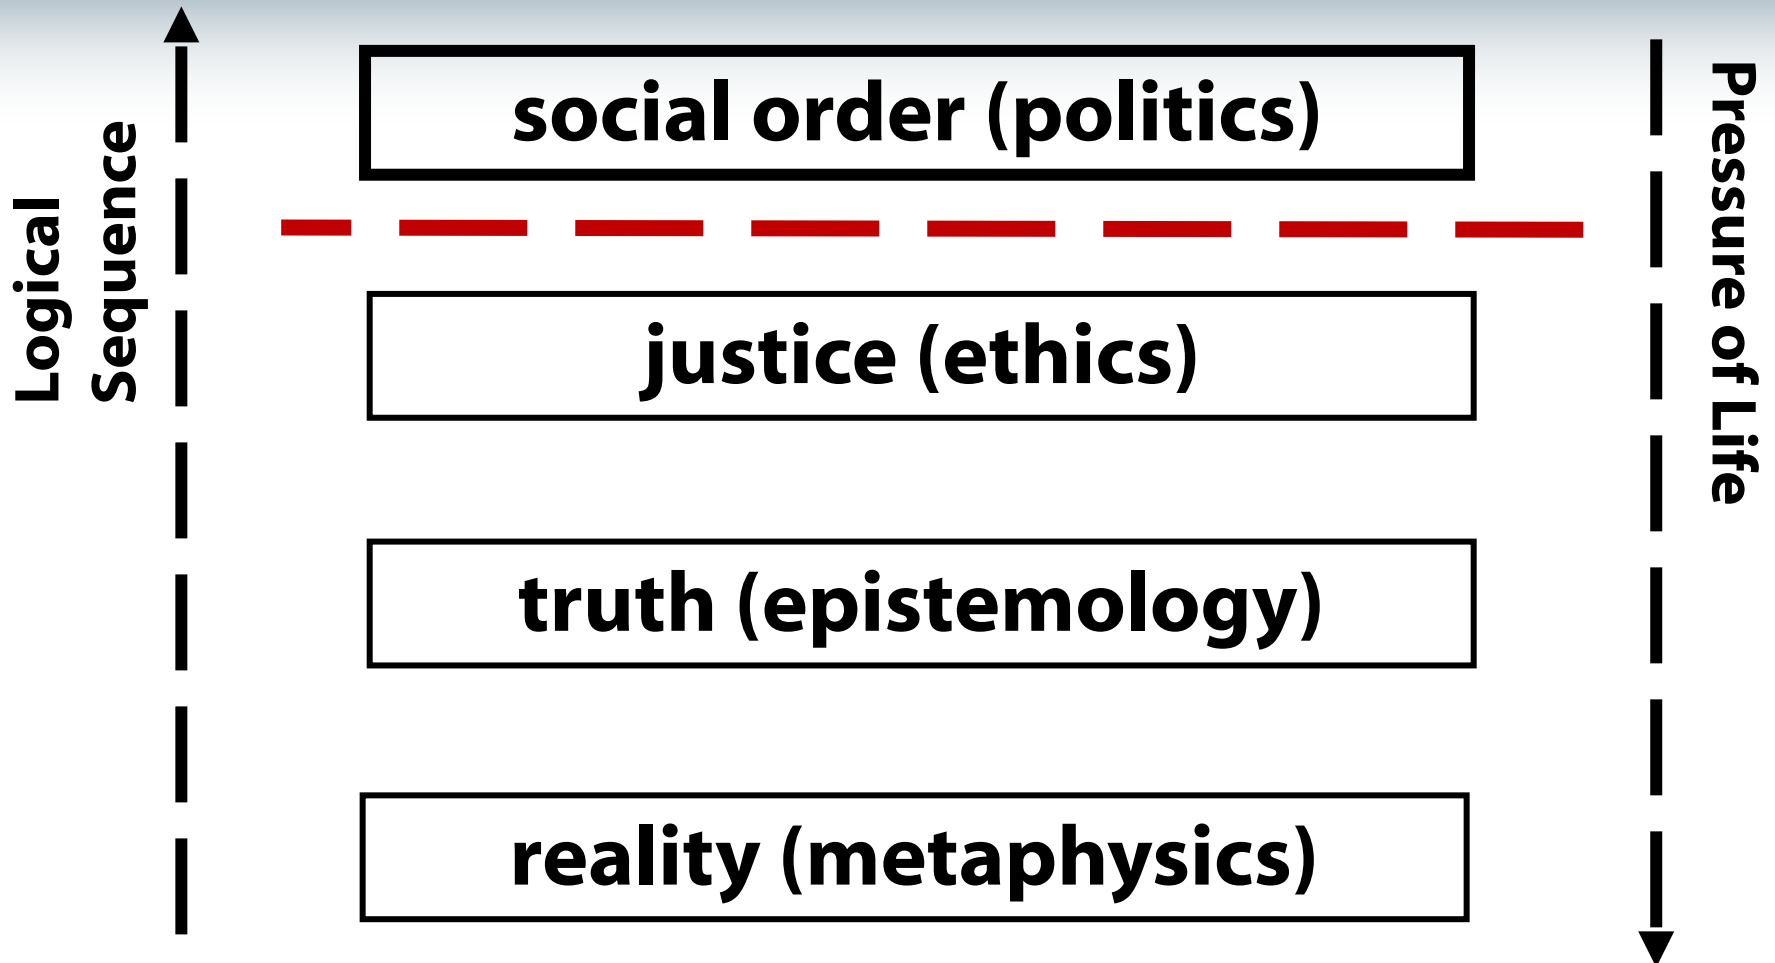 Logical
Sequence
social order (politics)
justice (ethics)
truth (epistemology)
reality (metaphysics)
Pressure of Life